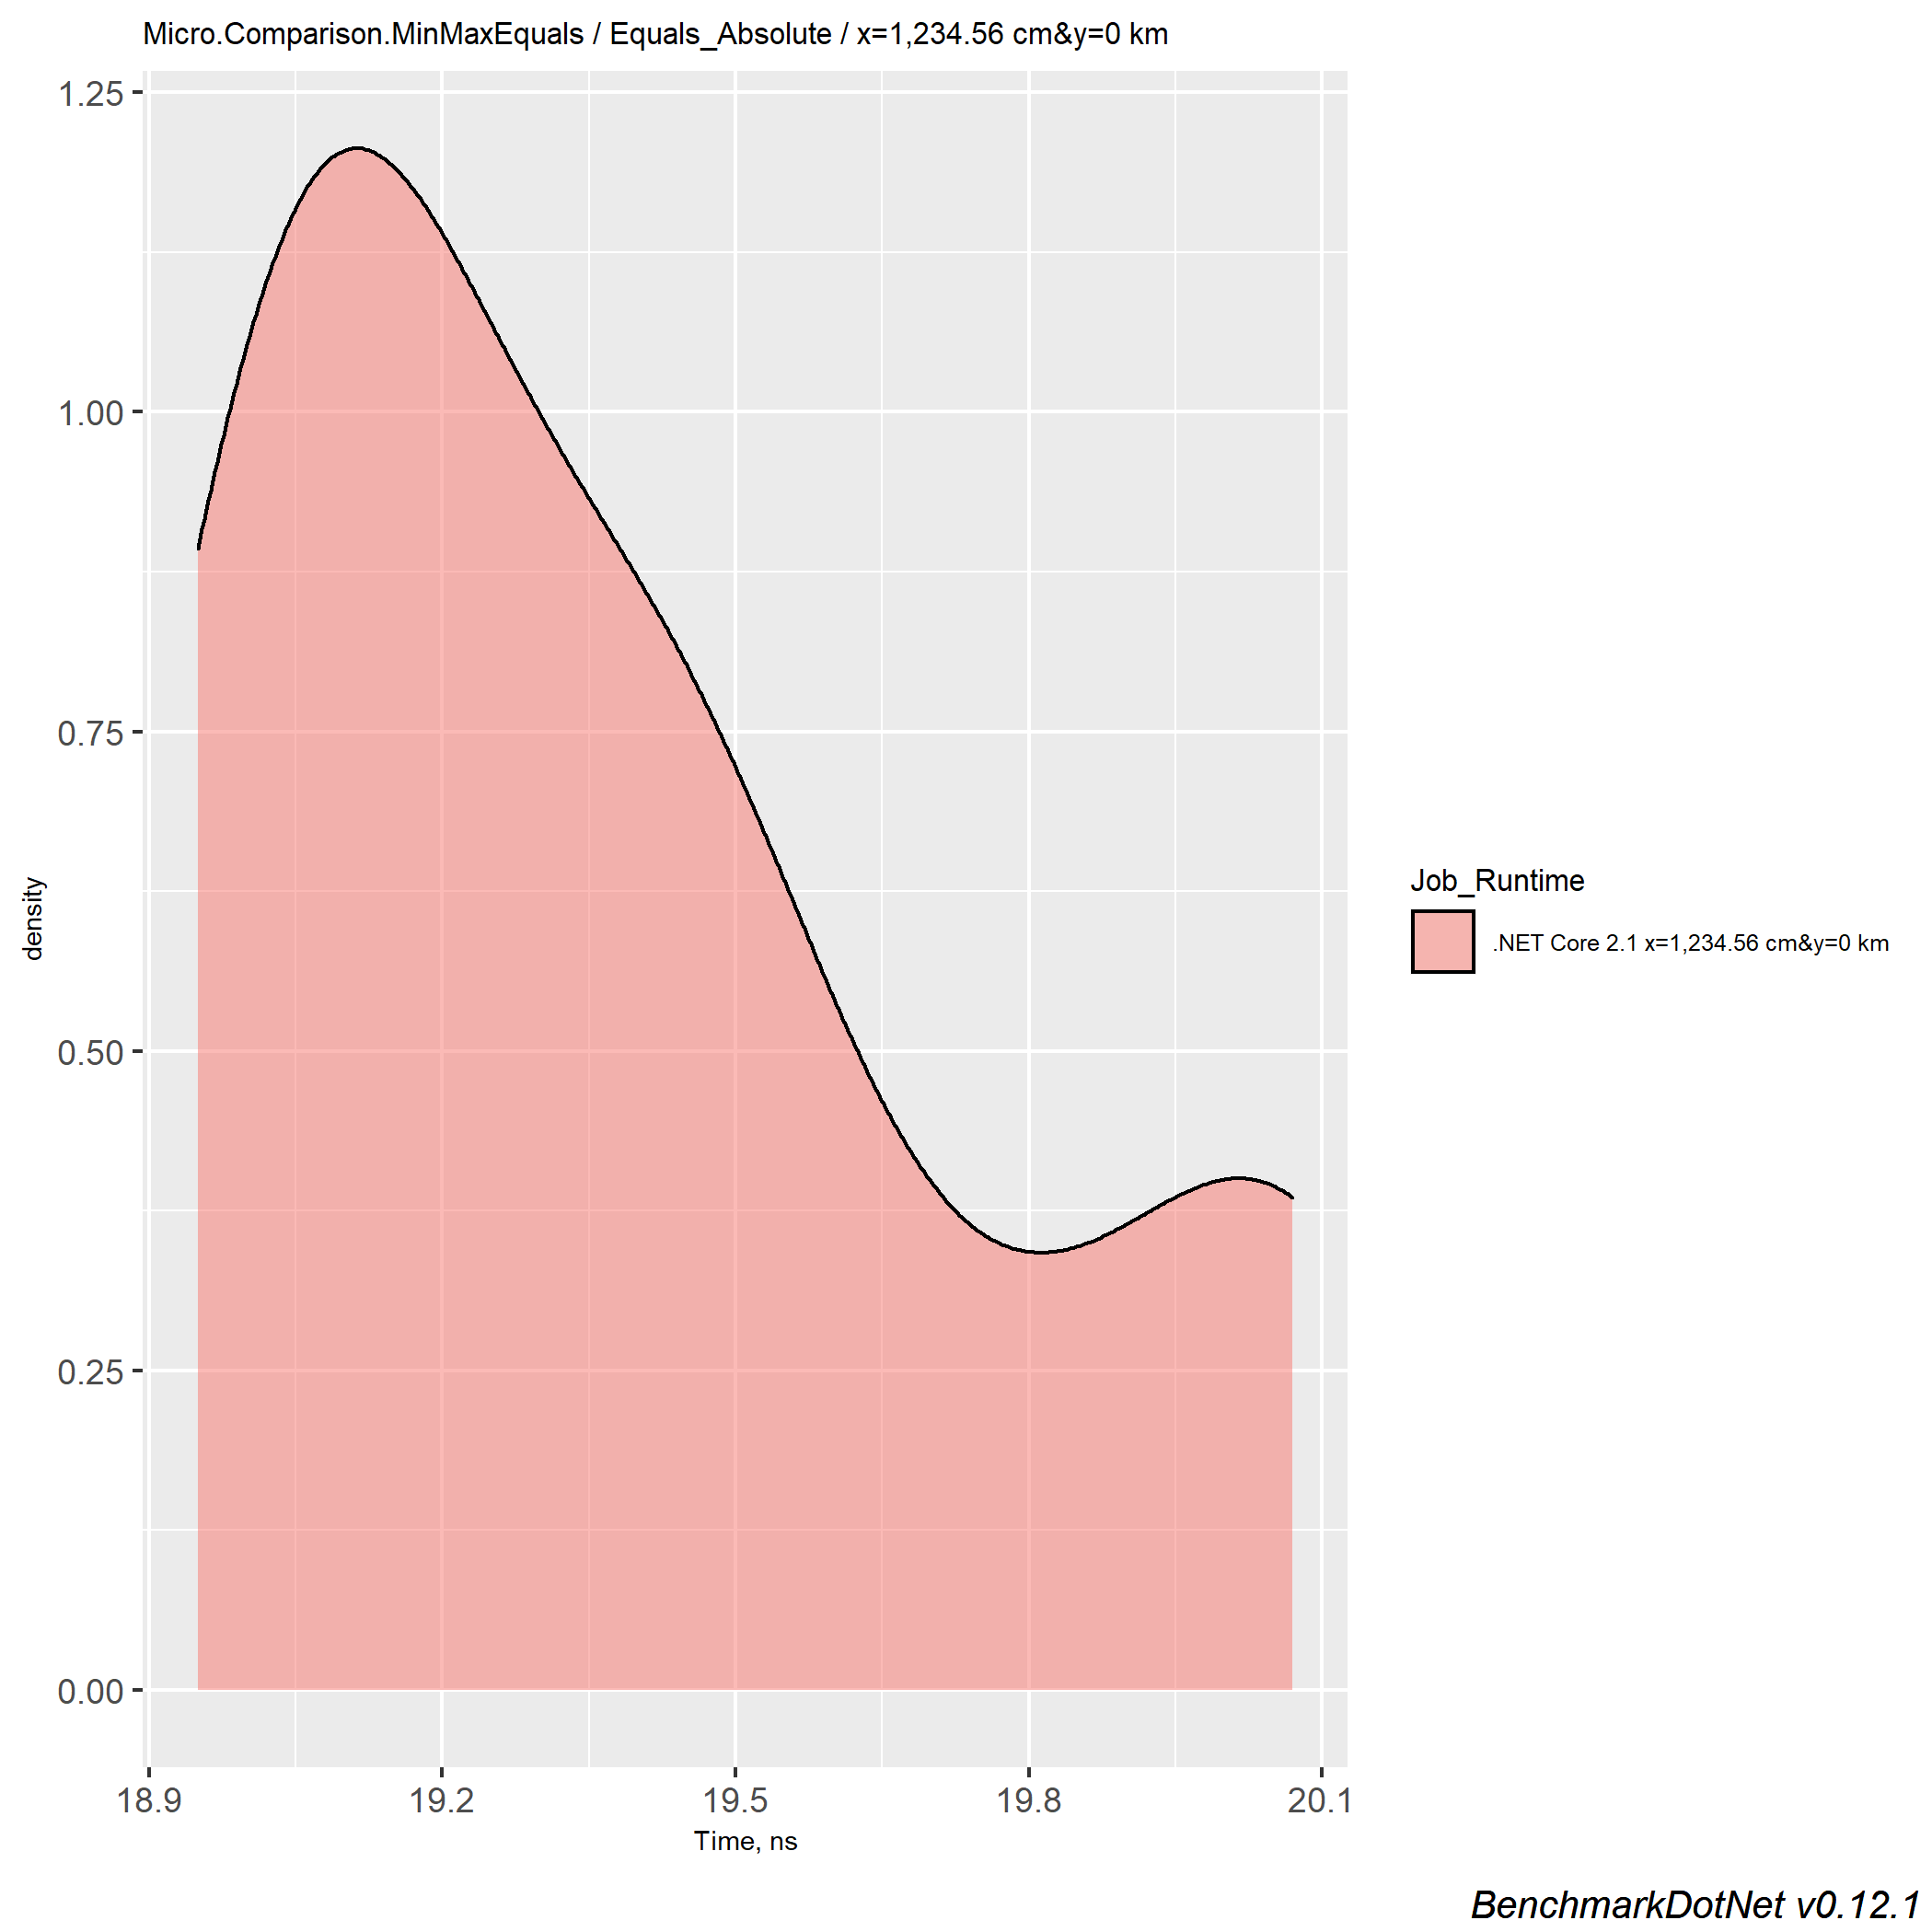 Micro.Comparison.MinMaxEquals / Equals_Absolute / x=1,234.56 cm&y=0 km
1.25
1.00
0.75
0.50
0.25
0.00
density
18.9 19.2 19.5 19.8 20.1
Time, ns
Job_Runtime
.NET Core 2.1 x=1,234.56 cm&y=0 km
BenchmarkDotNet v0.12.1